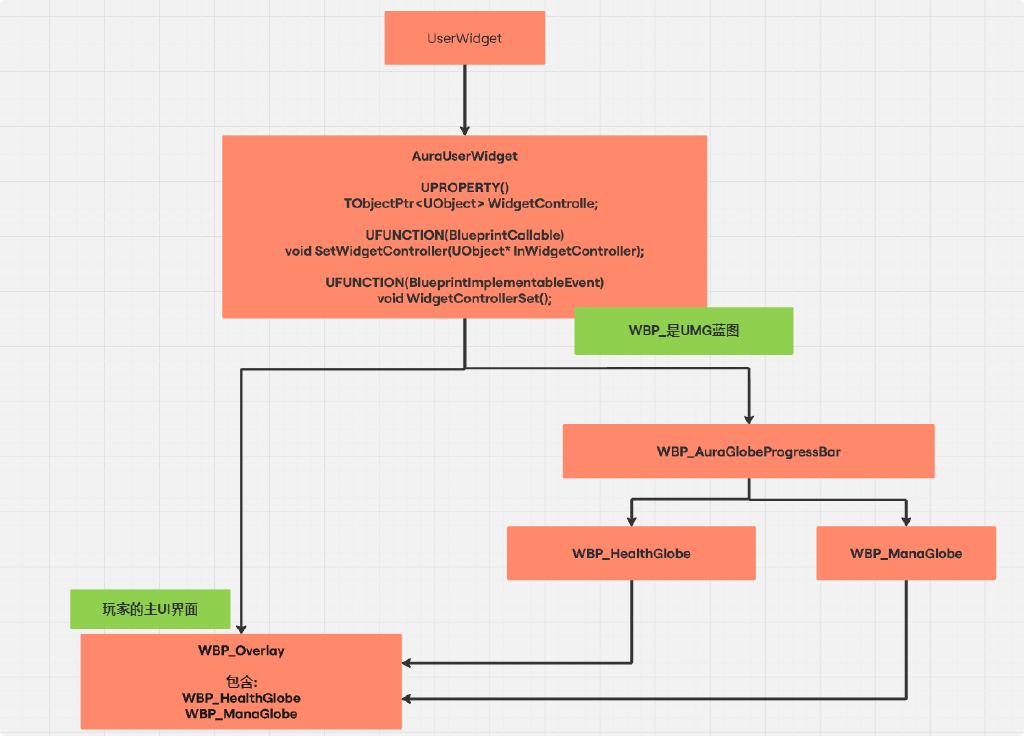 UserWidget
AuraUserWidget
UPROPERTY()
TObjectPtr<UObject> WidgetControlle;
UFUNCTION(BlueprintCallable)
void SetWidgetController(UObject* InWidgetController);
UFUNCTION(BlueprintImplementableEvent)
void WidgetControllerSet();
WBP_是UMG蓝图
WBP_AuraGlobeProgressBar
WBP_HealthGlobe
WBP_ManaGlobe
玩家的主UI界面
WBP_Overlay
包含:
WBP_HealthGlobe
WBP_ManaGlobe